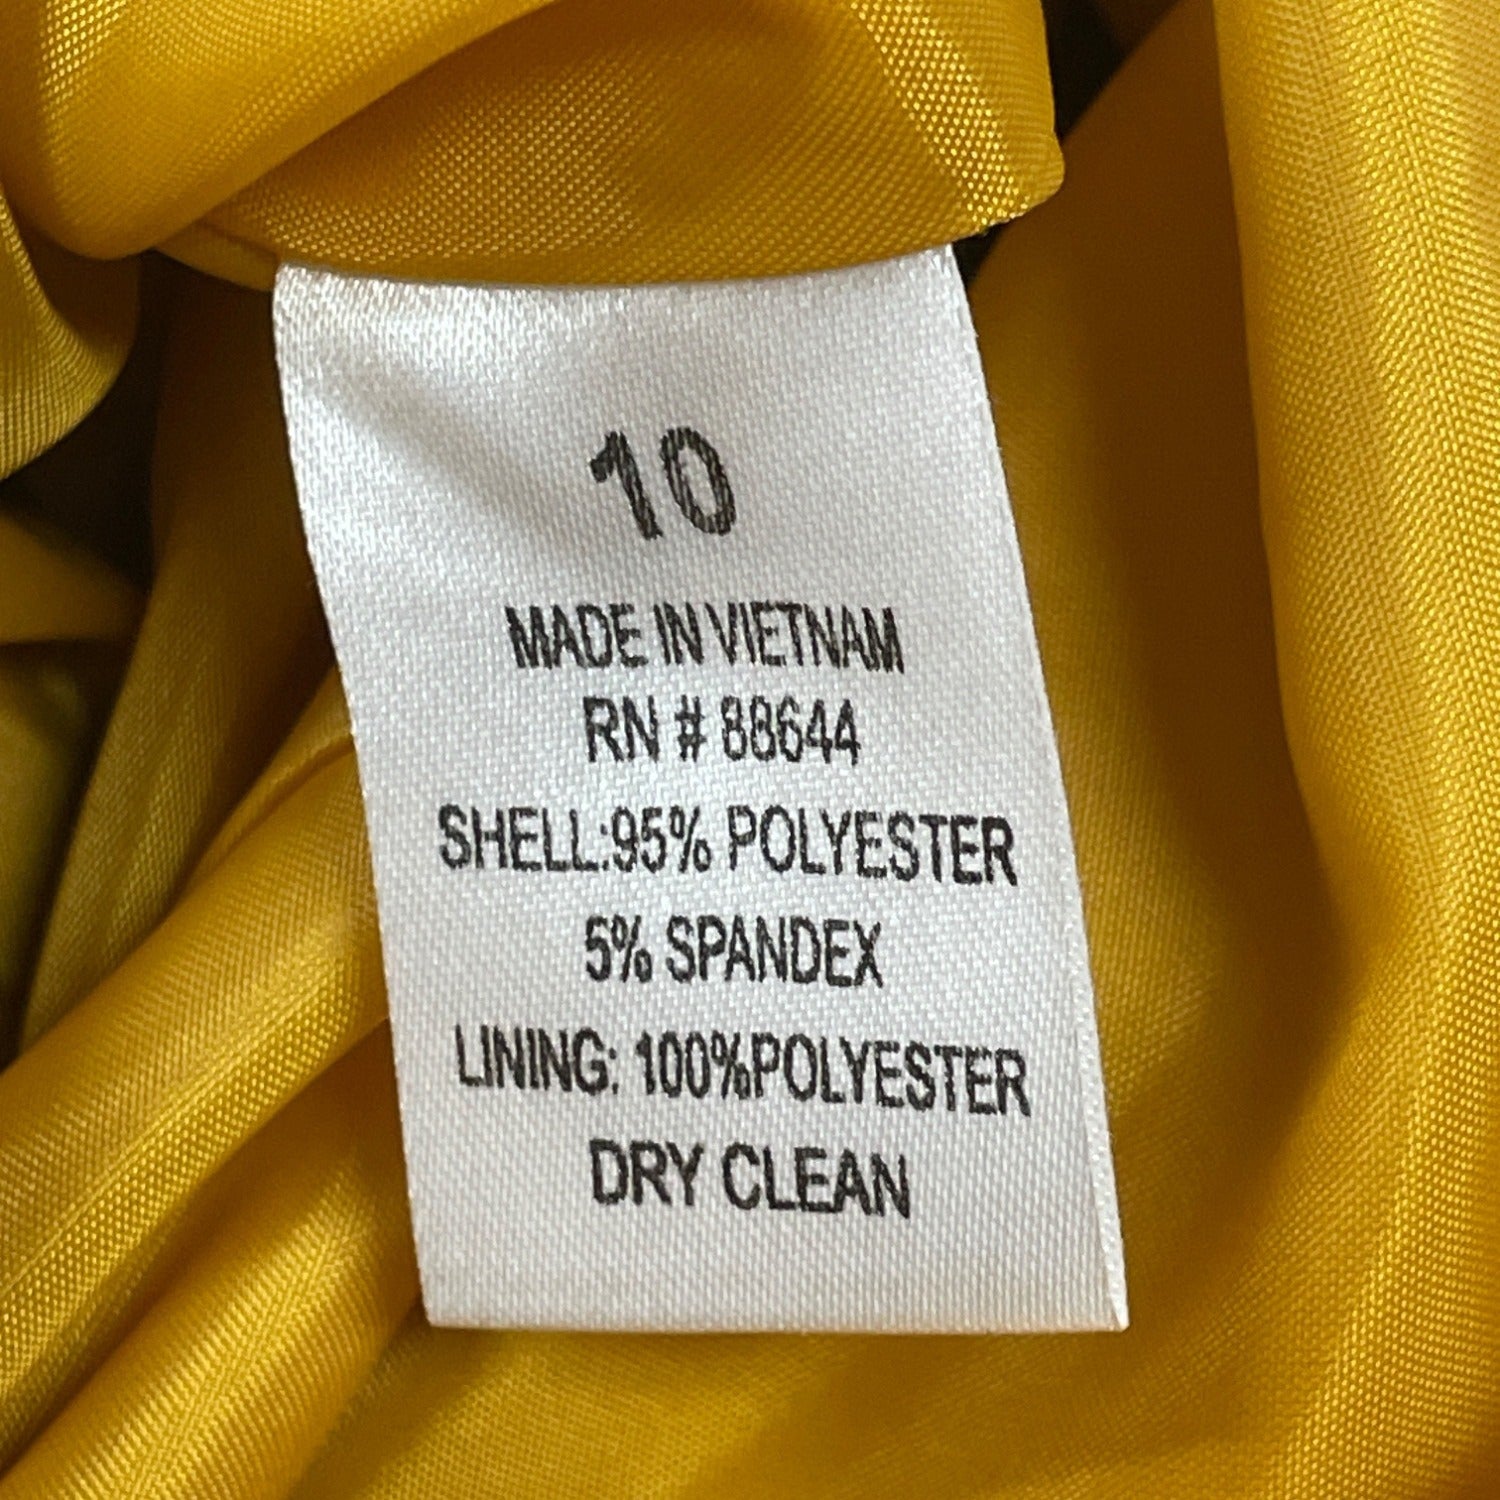 10
MADE IN VIETNAM
RN # 88644
SHELL:95% POLYESTER
5% SPANDEX
LINING: 100%POLYESTER
DRY CLEAN